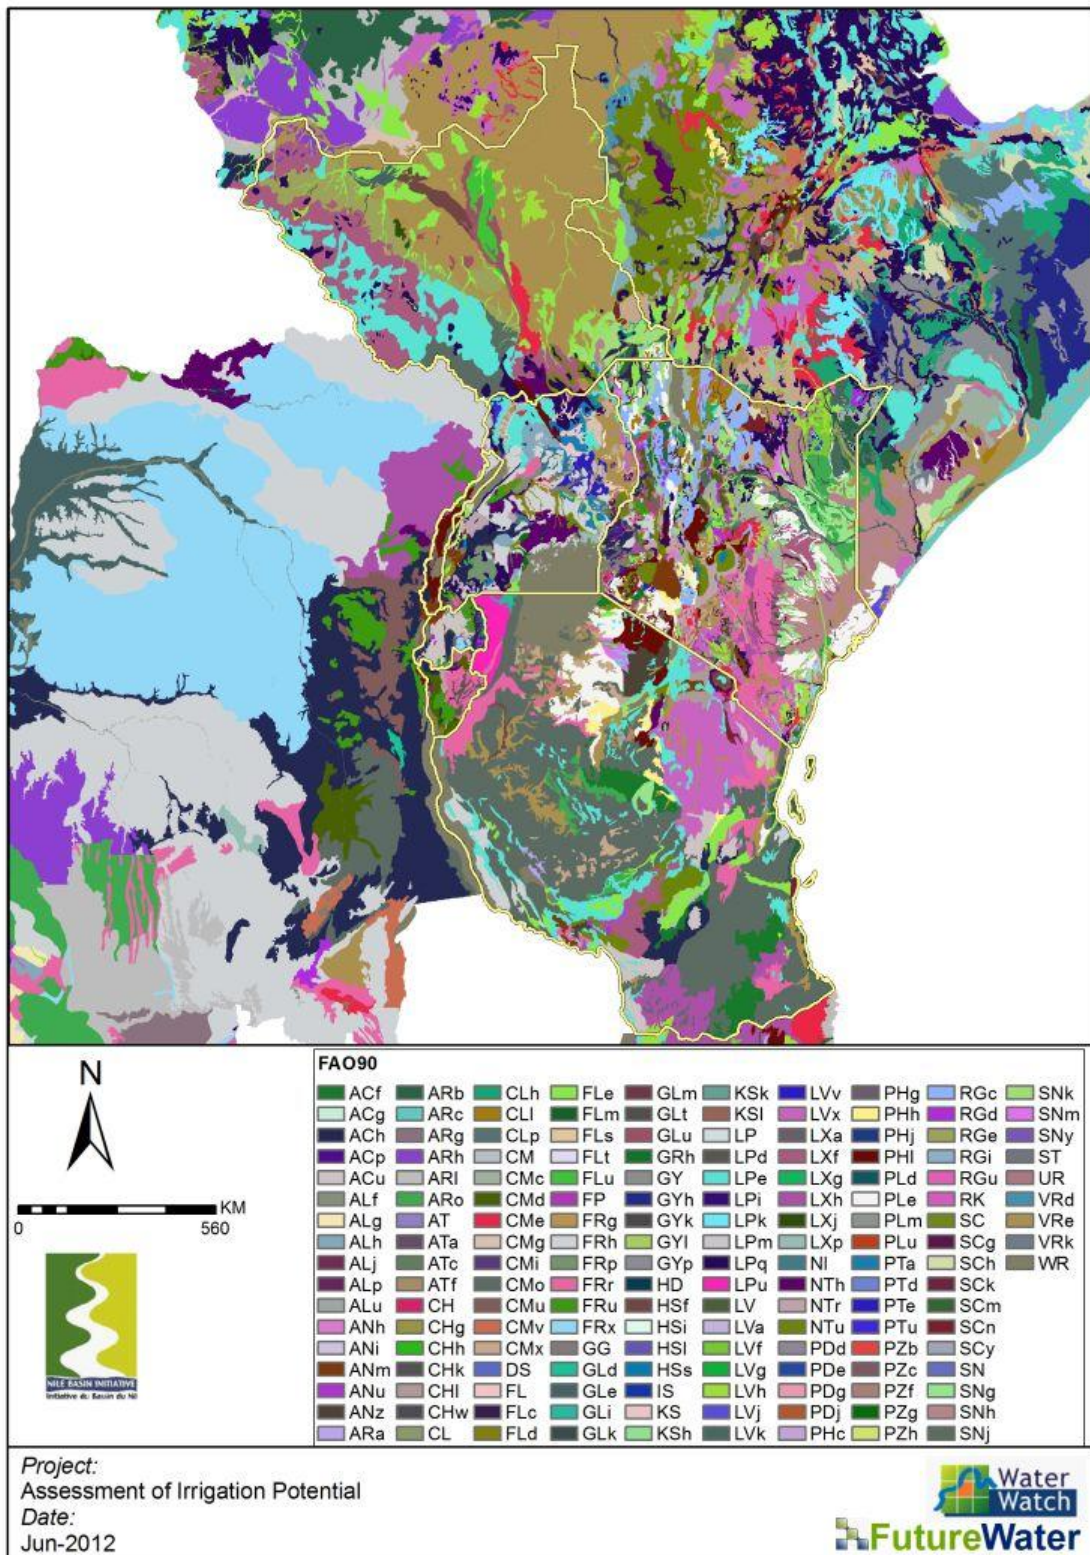 N
KM
0 560
NILE BASIN INITIATIVE
Initiative du Bassin du Nil
FAO90
ACf ARb CLh FLe GLm KSk LVv PHg RGc SNk
ACg ARc CLl FLm GLt KSl LVx PHh RGd SNm
ACh ARg CLp FLs GLu LP LXa PHj RGe SNy
ACp ARh CM FLt GRh LPd LXf PHl RGi ST
ACu ARl CMc FLu GY LPe LXg PLd RGu UR
ALf ARo CMd FP GYh LPi LXh PLe RK VRd
ALg AT CMe FRg GYk LPk LXj PLm SC VRe
ALh ATa CMg FRh GYl LPm LXp PLu SCg VRk
ALj ATc CMi FRp GYp LPq NI PTa SCh WR
ALp ATf CMo FRr HD LPu NTh PTd SCk
ALu CH CMu FRu HSf LV NTr PTe SCm
ANh CHg CMv FRx HSi LVa NTu PTu SCn
ANi CHh CMx GG HSl LVf PDd PZb SCy
ANm CHk DS GLd HSs LVg PDe PZc SN
ANu CHl FL GLe IS LVh PDg PZf SNg
ANz CHw FLc GLi KS LVj PDj PZg SNh
ARa CL FLd GLk KSh LVk PHc PZh SNj
Project:
Assessment of Irrigation Potential
Date:
Jun-2012
Water
Watch
FutureWater